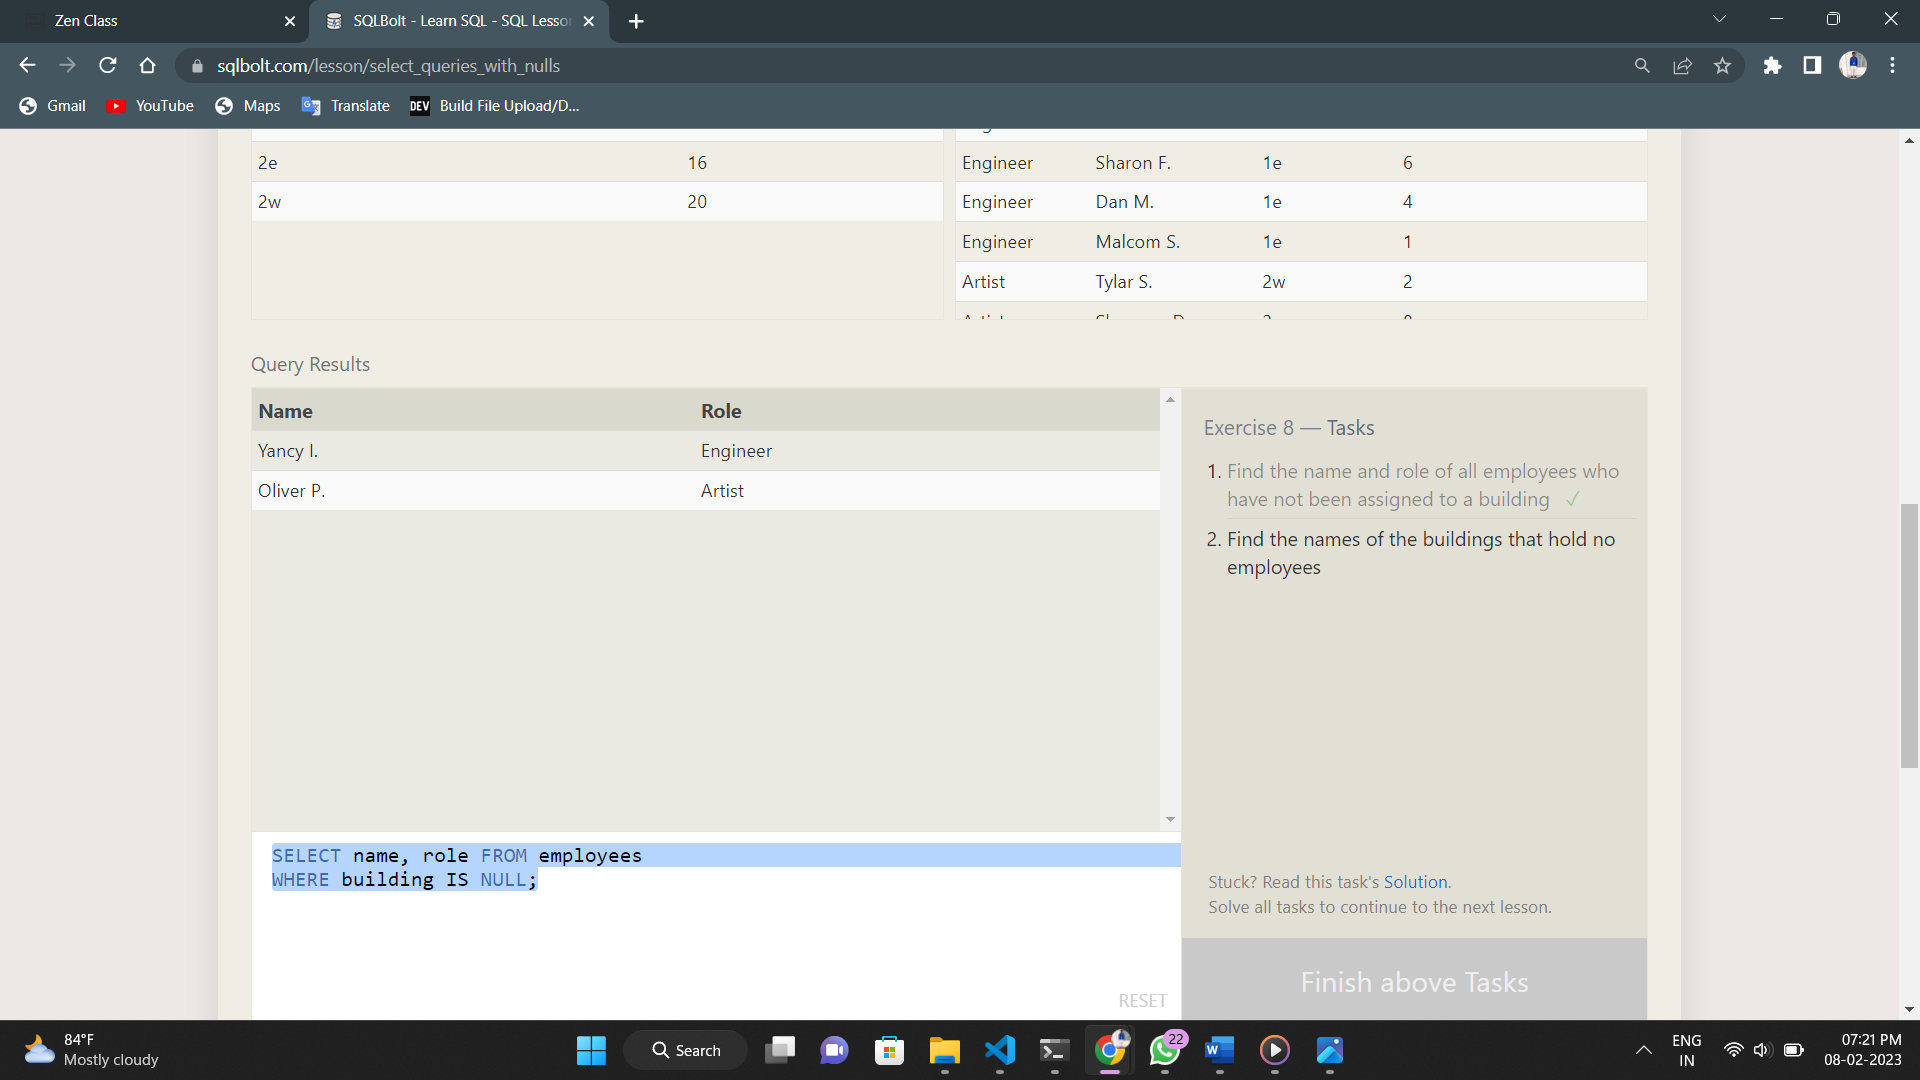 Zen Class
SQLBolt - Learn SQL - SQL Lesso
sqlbolt.com/lesson/select_queries_with_nulls
Gmail YouTube Maps Translate DEV Build File Upload/D...
2e 16
2w 20
Engineer Sharon F. 1e 6
Engineer Dan M. 1e 4
Engineer Malcom S. 1e 1
Artist Tylar S. 2w 2
Query Results
Name Role
Yancy I. Engineer
Oliver P. Artist
Exercise 8 — Tasks
1. Find the name and role of all employees who
have not been assigned to a building ✓
2. Find the names of the buildings that hold no
employees
SELECT name, role FROM employees
WHERE building IS NULL;
RESET
Stuck? Read this task's Solution.
Solve all tasks to continue to the next lesson.
Finish above Tasks
84°F
Mostly cloudy
Search
22
ENG
IN
07:21 PM
08-02-2023